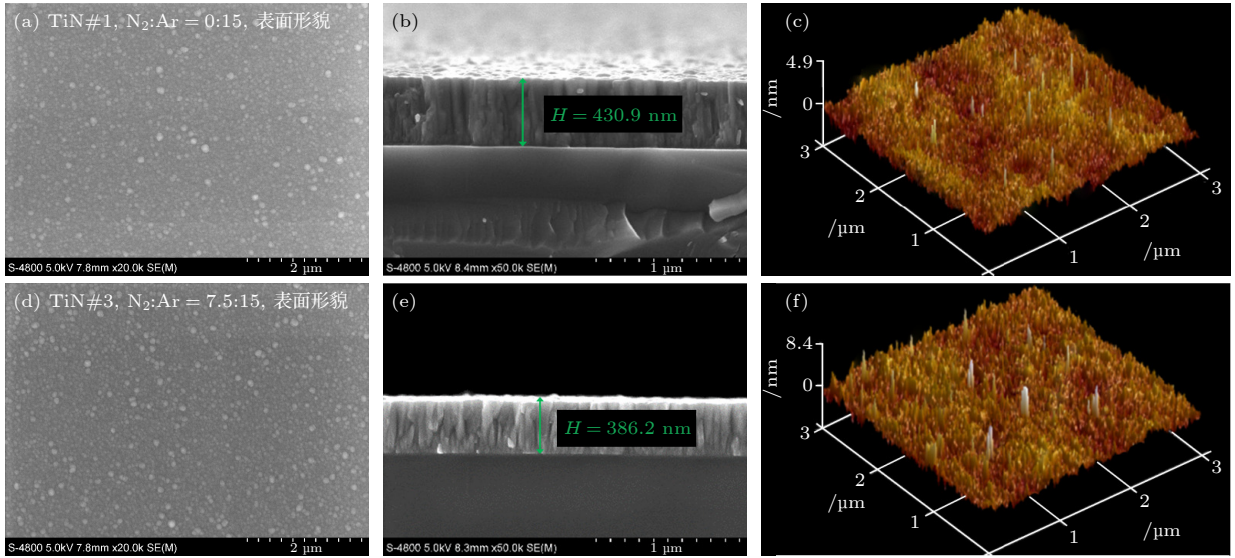 (a) TiN#1, N₂:Ar = 0:15, 表面形貌
S-4800 5.0kV 7.8mm x20.0k SE(M)
2 µm
(b)
H = 430.9 nm
S-4800 5.0kV 8.4mm x50.0k SE(M)
1 µm
(c)
4.9
0
/nm
3
2
1
/µm
1
2
3
/µm
(d) TiN#3, N₂:Ar = 7.5:15, 表面形貌
S-4800 5.0kV 7.8mm x20.0k SE(M)
2 µm
(e)
H = 386.2 nm
S-4800 5.0kV 8.3mm x50.0k SE(M)
1 µm
(f)
8.4
0
/nm
3
2
1
/µm
1
2
3
/µm